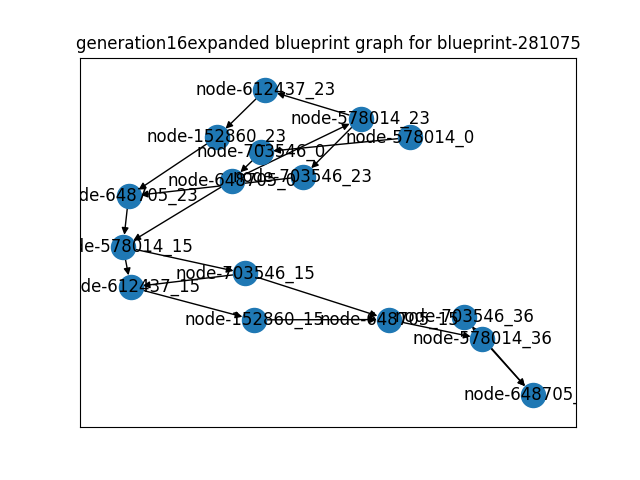 generation16expanded blueprint graph for blueprint-281075
node-612437_23
node-578014_23
node-152860_23
node-578014_0
node-703546_0
node-648705_0
node-703546_23
de-648705_23
de-578014_15
node-703546_15
de-612437_15
node-152860_15
node-648705_15
node-703546_36
node-578014_36
node-648705_